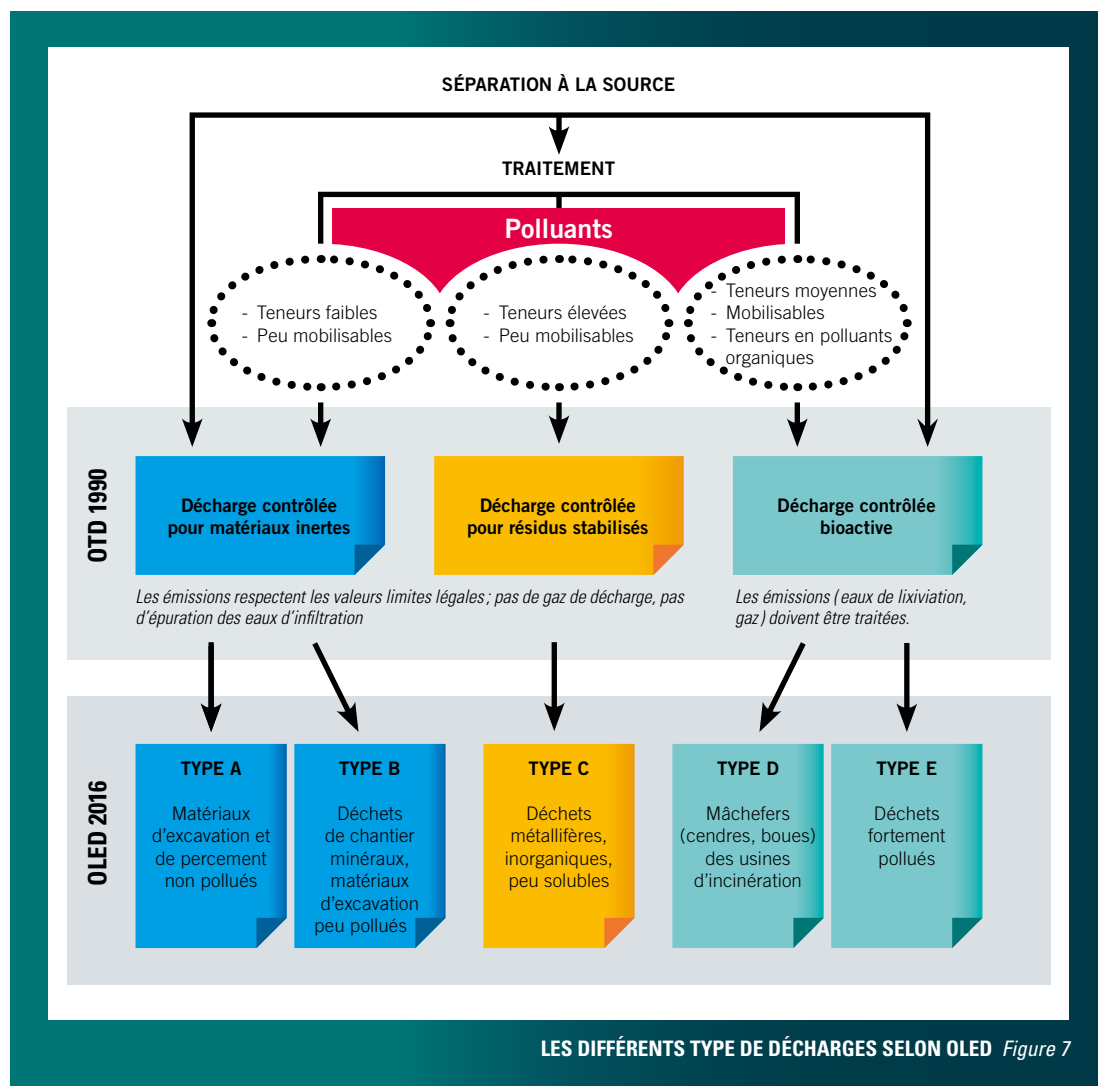 SÉPARATION À LA SOURCE
TRAITEMENT
Polluants
- Teneurs faibles
- Peu mobilisables
- Teneurs élevées
- Peu mobilisables
- Teneurs moyennes
- Mobilisables
- Teneurs en polluants
organiques
OTD 1990
Décharge contrôlée
pour matériaux inertes
Décharge contrôlée
pour résidus stabilisés
Décharge contrôlée
bioactive
Les émissions respectent les valeurs limites légales ; pas de gaz de décharge, pas
d'épuration des eaux d'infiltration
Les émissions ( eaux de lixiviation,
gaz ) doivent être traitées.
OLED 2016
TYPE A
Matériaux
d'excavation et
de percement
non pollués
TYPE B
Déchets
de chantier
minéraux,
matériaux
d'excavation
peu pollués
TYPE C
Déchets
métallifères,
inorganiques,
peu solubles
TYPE D
Mâchefers
(cendres, boues)
des usines
d'incinération
TYPE E
Déchets
fortement
pollués
LES DIFFÉRENTS TYPE DE DÉCHARGES SELON OLED Figure 7